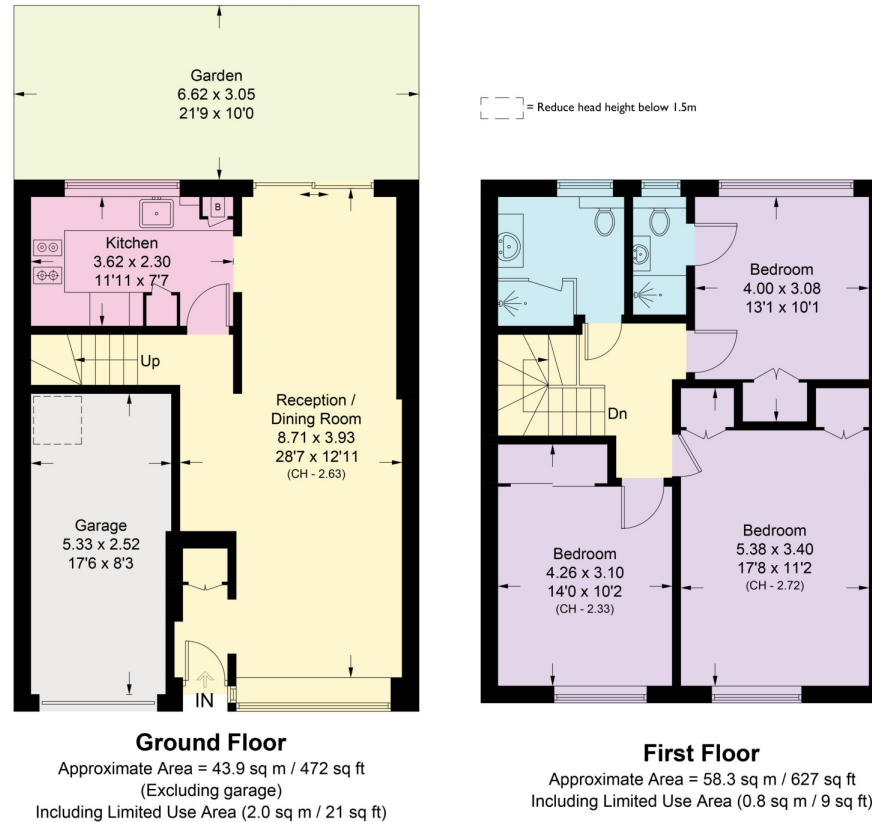 Garden
6.62 x 3.05
21'9 x 10'0
= Reduce head height below 1.5m
B
Kitchen
3.62 x 2.30
11'11 x 7'7
Up
Reception /
Dining Room
8.71 x 3.93
28'7 x 12'11
(CH - 2.63)
Garage
5.33 x 2.52
17'6 x 8'3
IN
Bedroom
4.00 x 3.08
13'1 x 10'1
Dn
Bedroom
4.26 x 3.10
14'0 x 10'2
(CH - 2.33)
Bedroom
5.38 x 3.40
17'8 x 11'2
(CH - 2.72)
Ground Floor
Approximate Area = 43.9 sq m / 472 sq ft
(Excluding garage)
Including Limited Use Area (2.0 sq m / 21 sq ft)
First Floor
Approximate Area = 58.3 sq m / 627 sq ft
Including Limited Use Area (0.8 sq m / 9 sq ft)